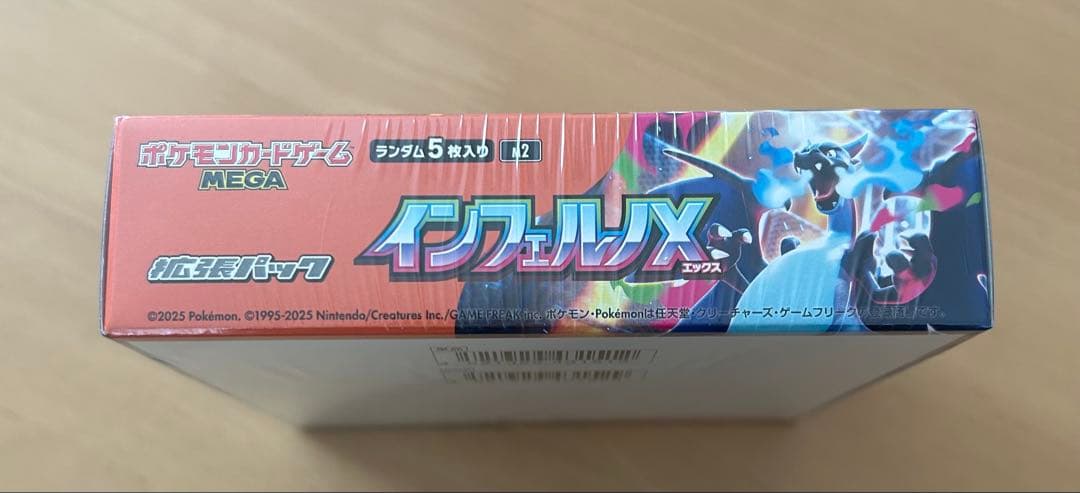 ポケモンカードゲーム
MEGA
ランダム5枚入り M2
インフェルノX
エックス
拡張パック
©2025 Pokémon. ©1995-2025 Nintendo/Creatures Inc./GAME FREAK inc. ポケモン・Pokémonは任天堂・クリーチャーズ・ゲームフリークの登録商標です。